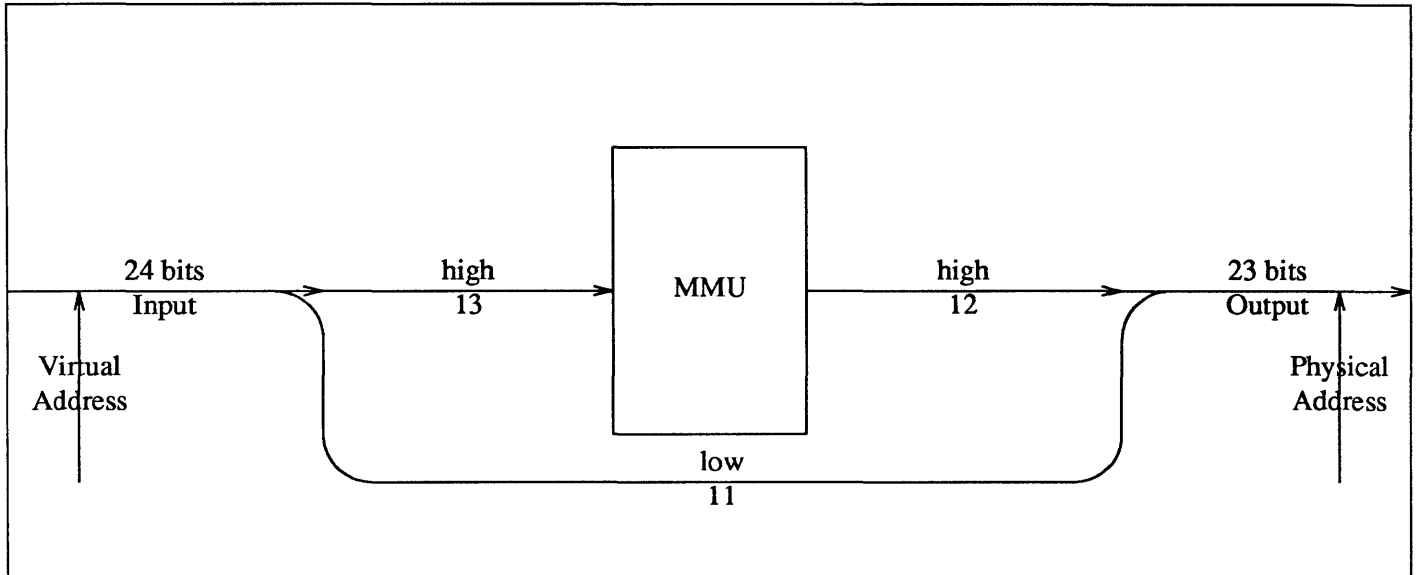 24 bits
Input
high
13
MMU
high
12
23 bits
Output
Virtual
Address
Physical
Address
low
11